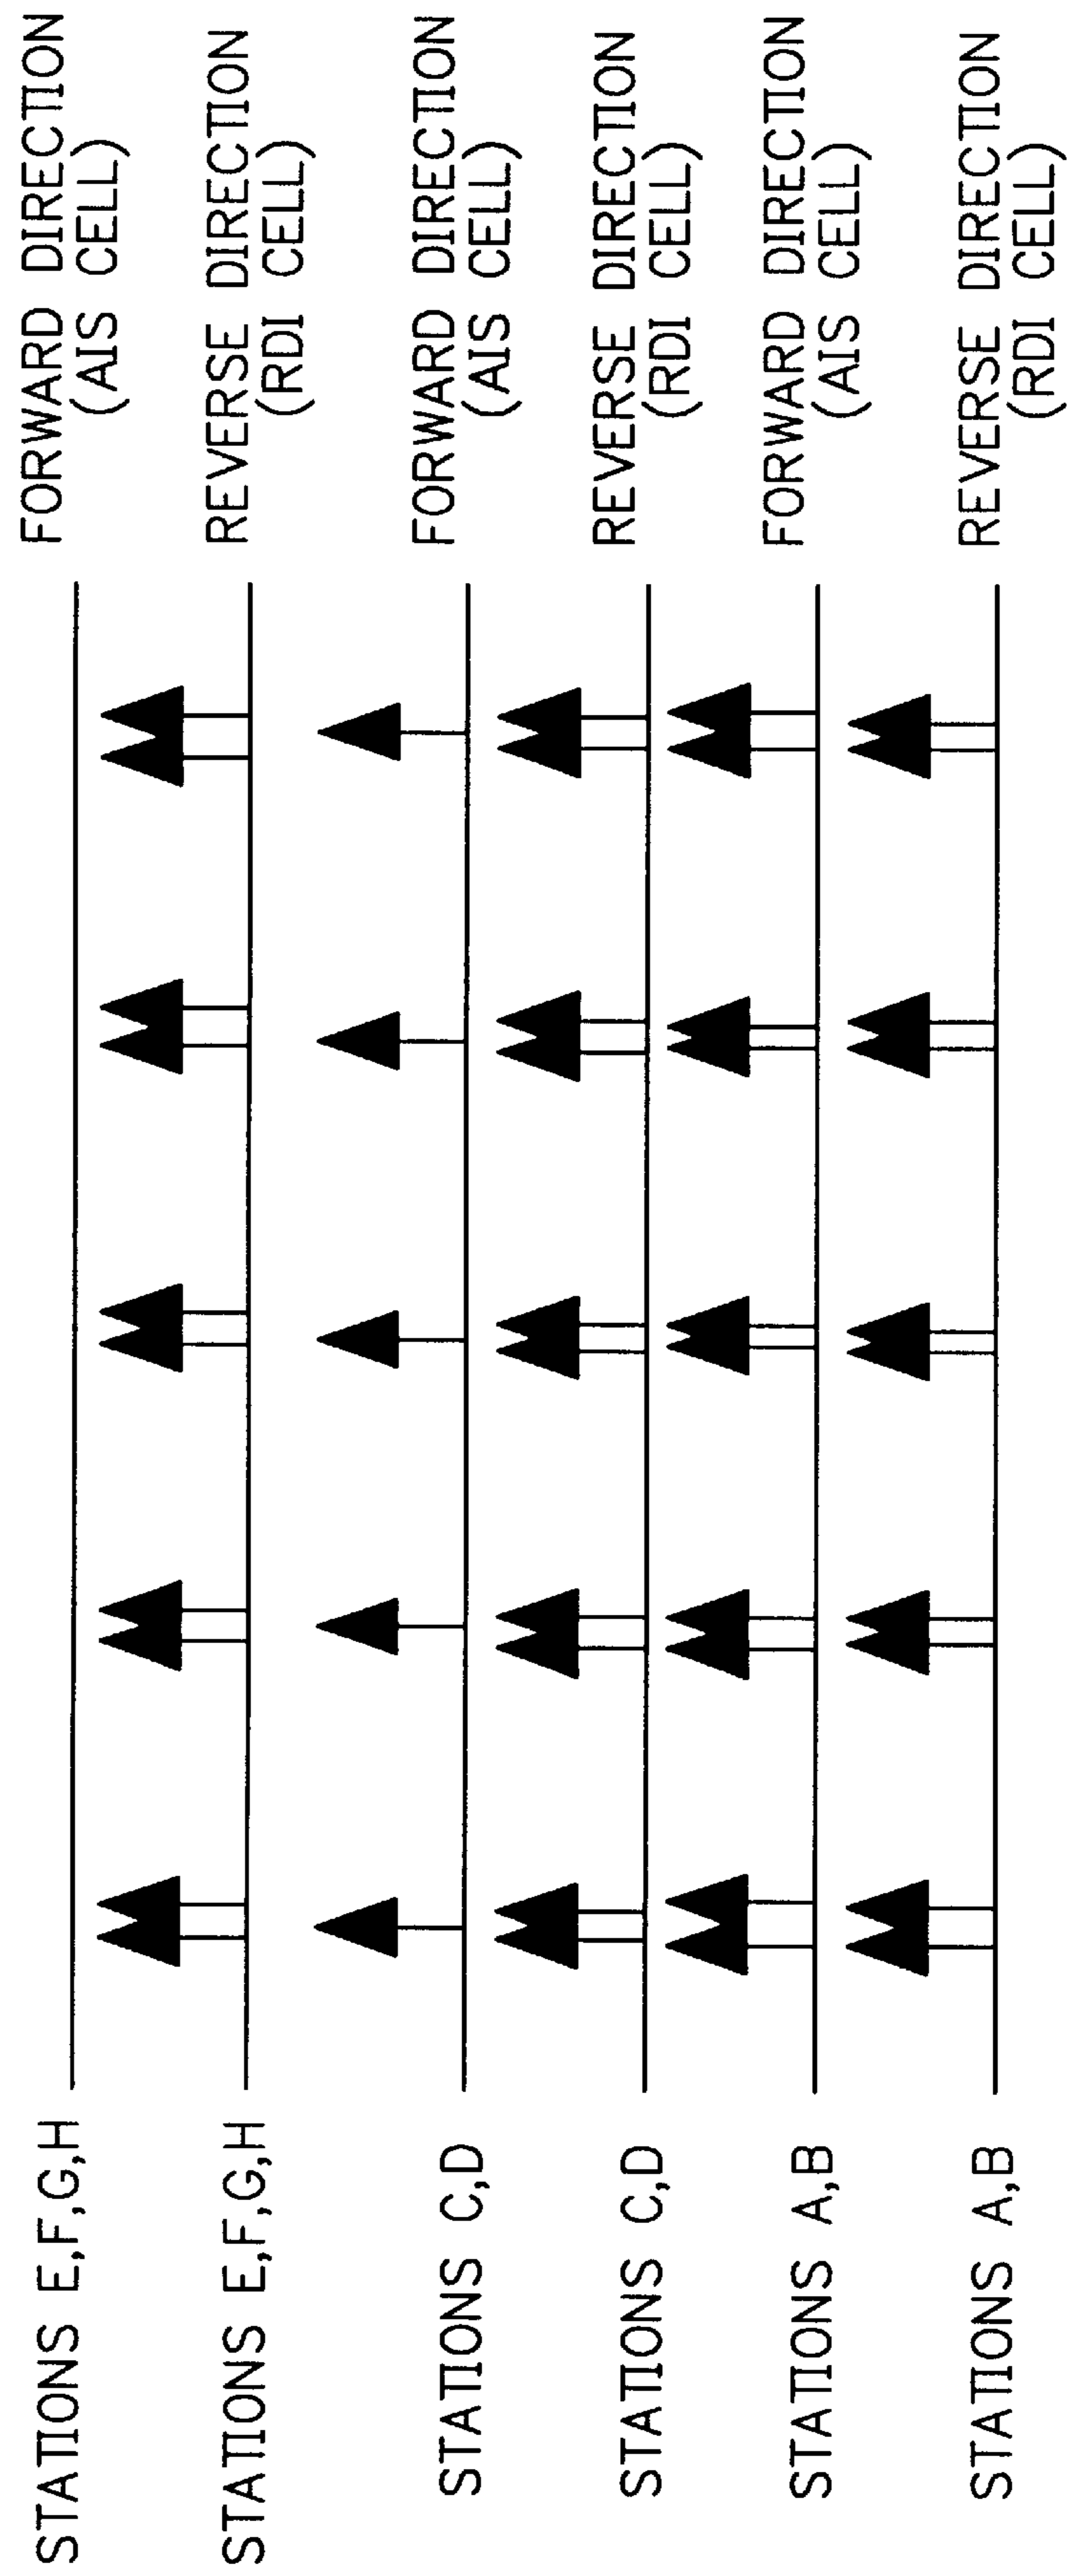 STATIONS E,F,G,H
FORWARD DIRECTION
(AIS CELL)
STATIONS E,F,G,H
REVERSE DIRECTION
(RDI CELL)
STATIONS C,D
FORWARD DIRECTION
(AIS CELL)
STATIONS C,D
REVERSE DIRECTION
(RDI CELL)
STATIONS A,B
FORWARD DIRECTION
(AIS CELL)
STATIONS A,B
REVERSE DIRECTION
(RDI CELL)